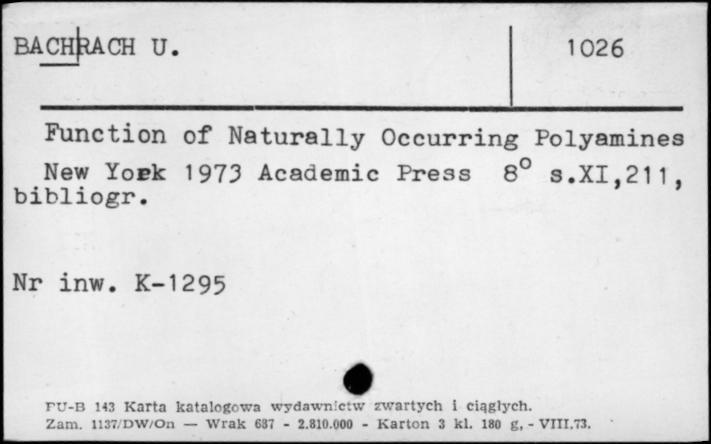 BACHRACH U. 1026
Function of Naturally Occurring Polyamines
New York 1973 Academic Press 8° s.XI,211,
bibliogr.
Nr inw. K-1295
PU-B 143 Karta katalogowa wydawnictw zwartych i ciągłych.
Zam. 1137/DW/On — Wrak 687 - 2.810.000 - Karton 3 kl. 180 g, - VIII.73.